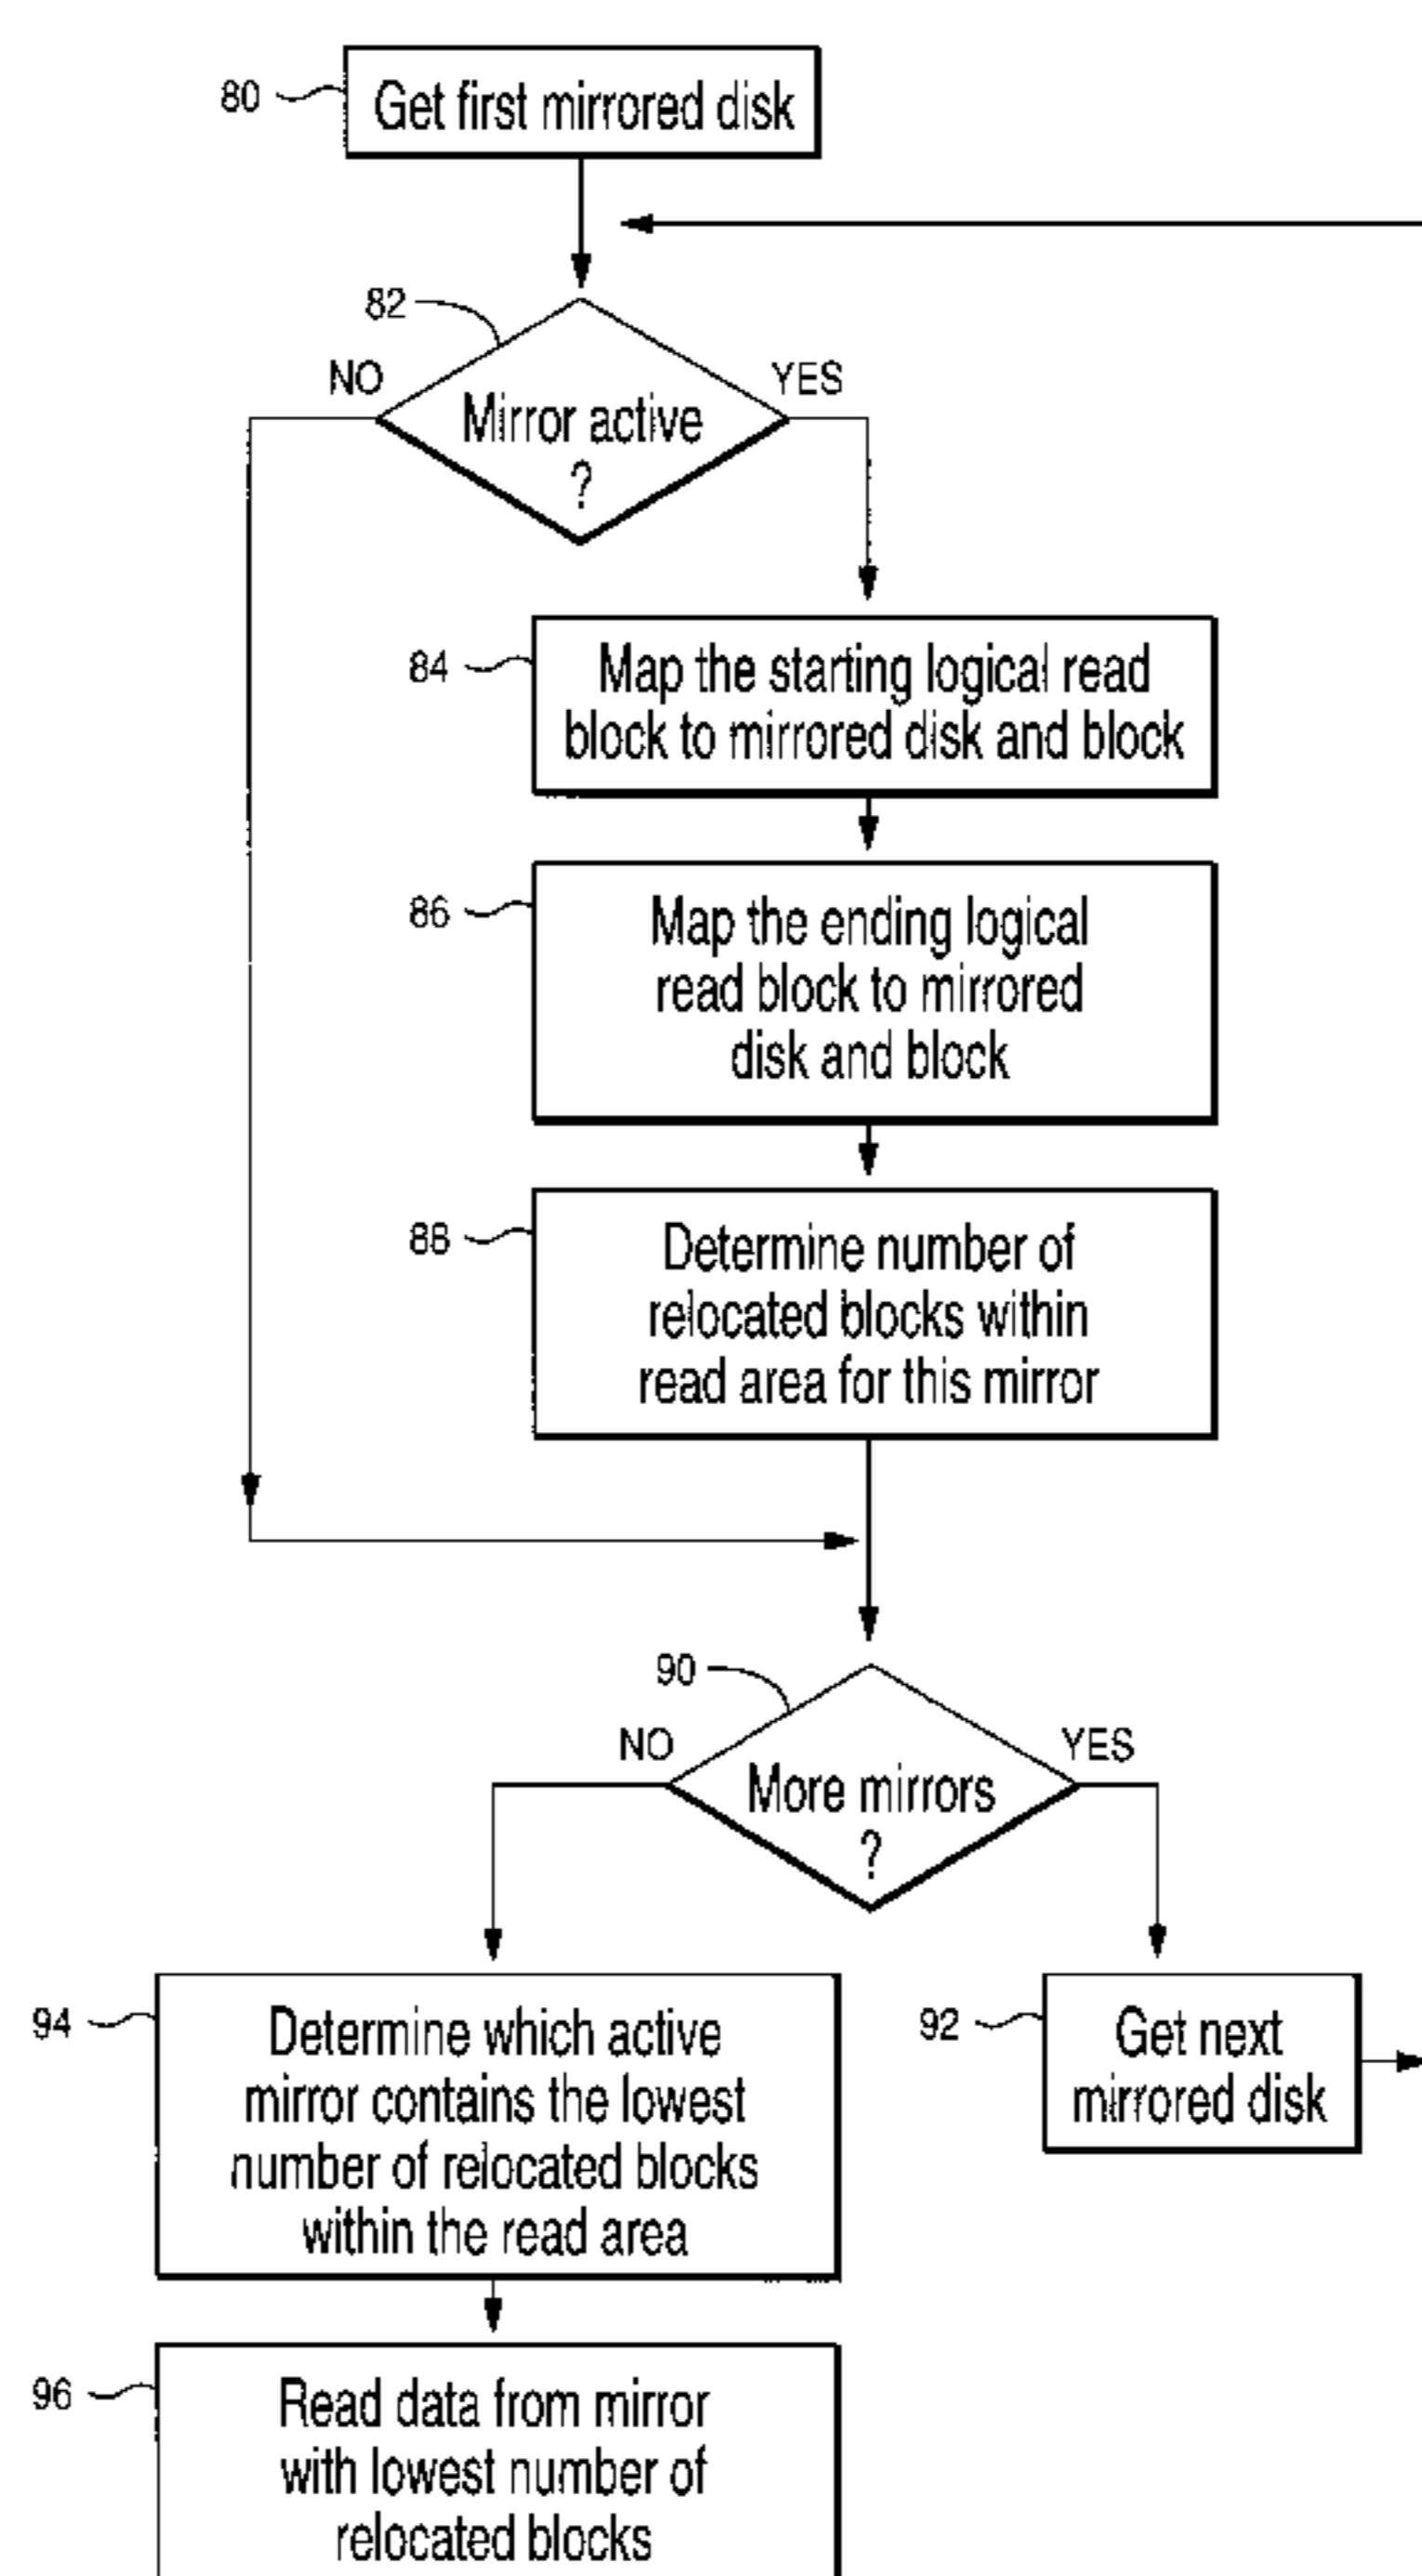 80
Get first mirrored disk
82
NO
YES
Mirror active
?
84
Map the starting logical read
block to mirrored disk and block
86
Map the ending logical
read block to mirrored
disk and block
88
Determine number of
relocated blocks within
read area for this mirror
90
NO
YES
More mirrors
?
94
Determine which active
mirror contains the lowest
number of relocated blocks
within the read area
92
Get next
mirrored disk
96
Read data from mirror
with lowest number of
relocated blocks